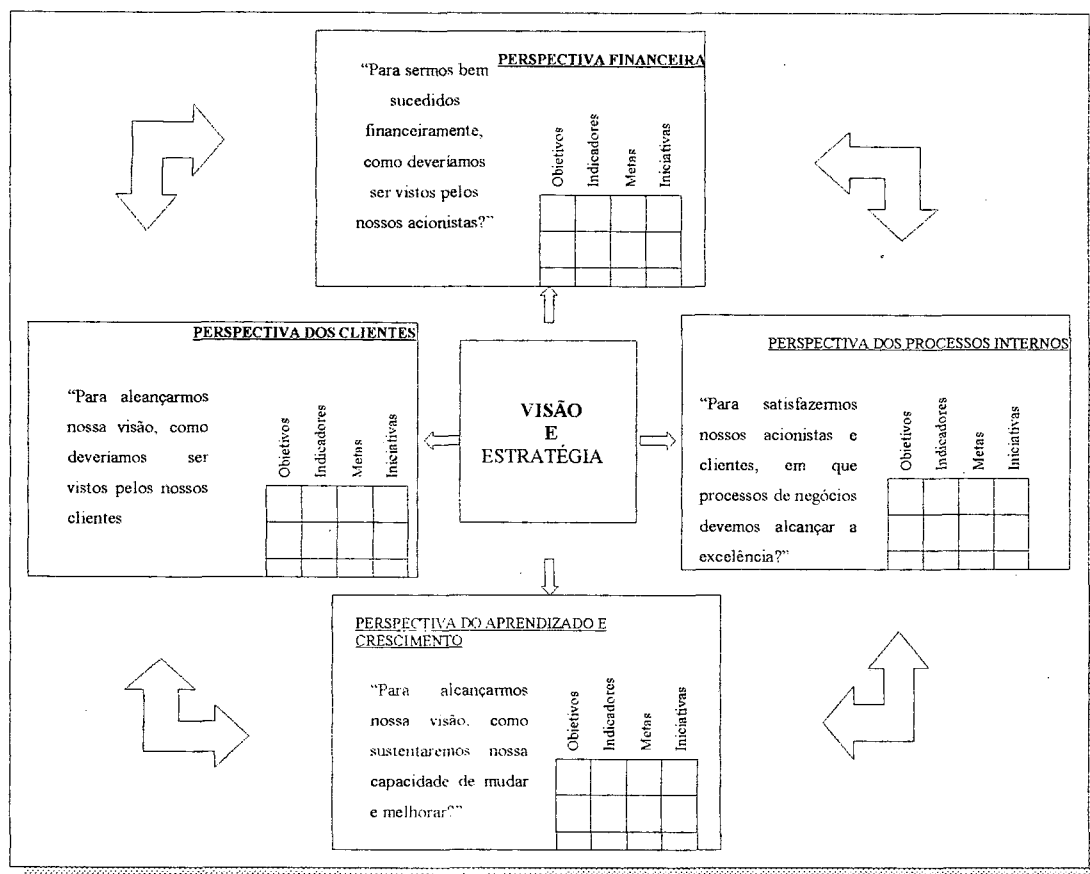 PERSPECTIVA FINANCEIRA
“Para sermos bem
sucedidos
financeiramente,
como deveríamos
ser vistos pelos
nossos acionistas?”
Objetivos
Indicadores
Metas
Iniciativas
PERSPECTIVA DOS CLIENTES
“Para alcançarmos
nossa visão, como
deveriamos ser
vistos pelos nossos
clientes
Objetivos
Indicadores
Metas
Iniciativas
VISÃO
E
ESTRATÉGIA
PERSPECTIVA DOS PROCESSOS INTERNOS
“Para satisfazermos
nossos acionistas e
clientes, em que
processos de negócios
devemos alcançar a
excelência?”
Objetivos
Indicadores
Metas
Iniciativas
PERSPECTIVA DO APRENDIZADO E
CRESCIMENTO
“Para alcançarmos
nossa visão, como
sustentaremos nossa
capacidade de mudar
e melhorar?”
Objetivos
Indicadores
Metas
Iniciativas